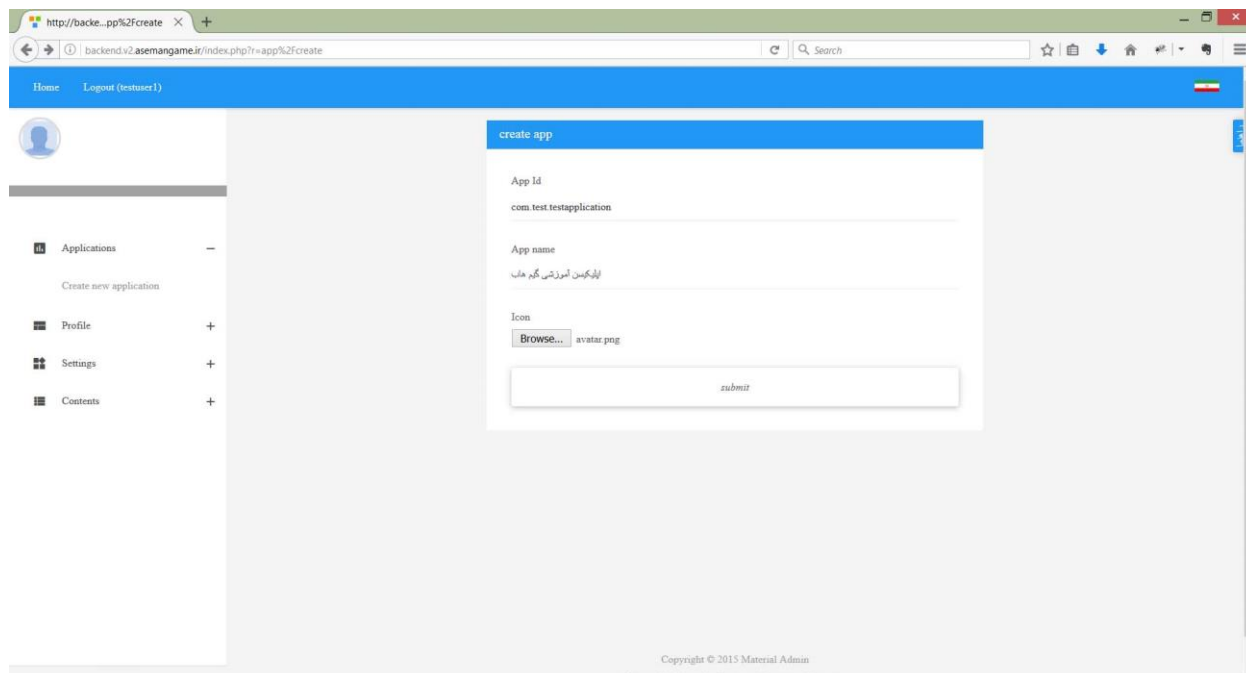 http://backe...pp%2Fcreate
backend.v2.asemangame.ir/index.php?r=app%2Fcreate
Search
Home
Logout (testuser1)
راهنما
create app
App Id
com.test.testapplication
App name
اپلیکیشن آموزشی گیم هاب
Icon
Browse...
avatar.png
submit
Applications
Create new application
Profile
Settings
Contents
Copyright © 2015 Material Admin